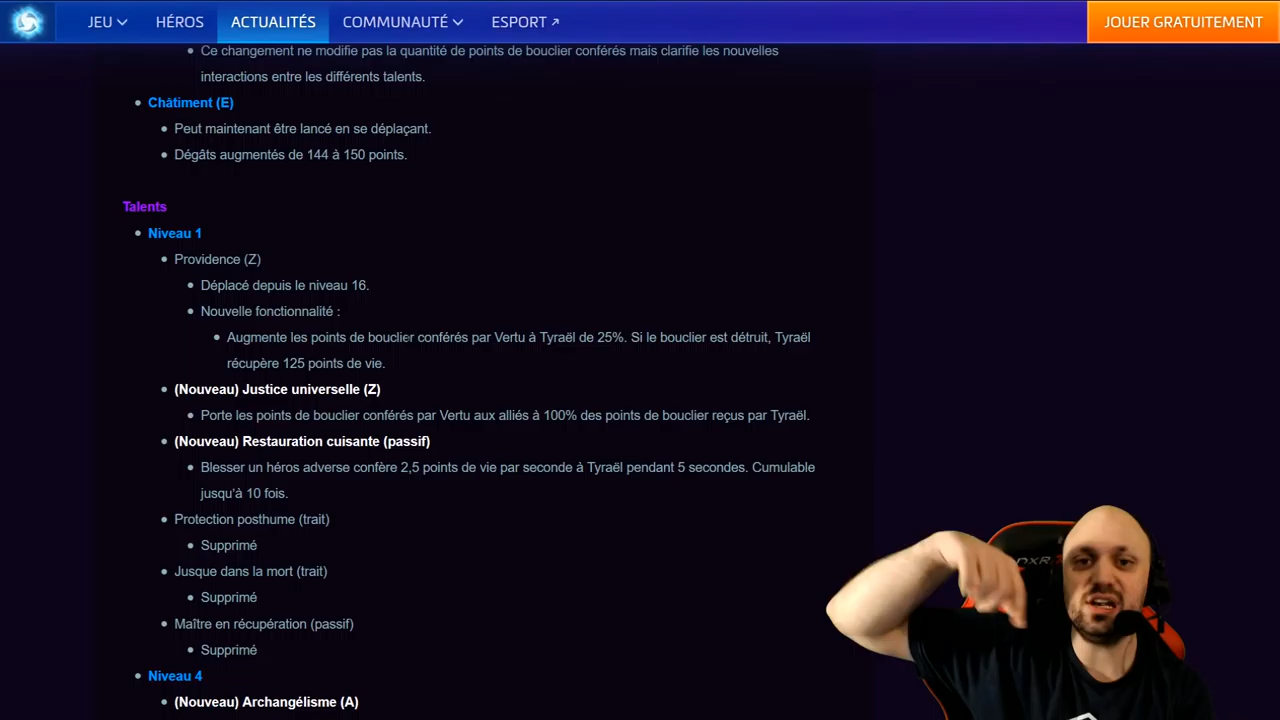 JEU HÉROS ACTUALITÉS COMMUNAUTÉ ESPORT JOUER GRATUITEMENT
Ce changement ne modifie pas la quantité de points de bouclier conférés mais clarifie les nouvelles
interactions entre les différents talents.
Châtiment (E)
Peut maintenant être lancé en se déplaçant.
Dégâts augmentés de 144 à 150 points.
Talents
Niveau 1
Providence (Z)
Déplacé depuis le niveau 16.
Nouvelle fonctionnalité :
Augmente les points de bouclier conférés par Vertu à Tyraël de 25%. Si le bouclier est détruit, Tyraël
récupère 125 points de vie.
(Nouveau) Justice universelle (Z)
Porte les points de bouclier conférés par Vertu aux alliés à 100% des points de bouclier reçus par Tyraël.
(Nouveau) Restauration cuisante (passif)
Blesser un héros adverse confère 2,5 points de vie par seconde à Tyraël pendant 5 secondes. Cumulable
jusqu'à 10 fois.
Protection posthume (trait)
Supprimé
Jusque dans la mort (trait)
Supprimé
Maître en récupération (passif)
Supprimé
Niveau 4
(Nouveau) Archangélisme (A)